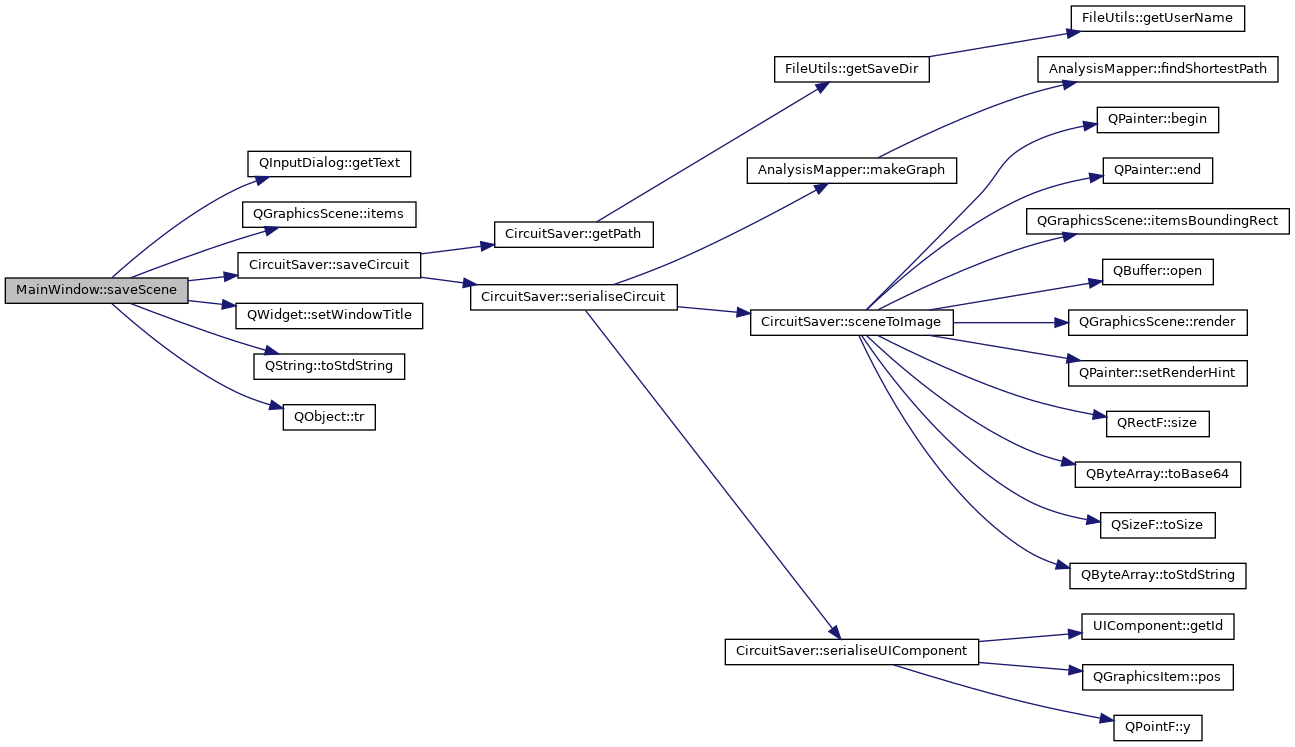 MainWindow::saveScene
QInputDialog::getText
QGraphicsScene::items
CircuitSaver::saveCircuit
QWidget::setWindowTitle
QString::toStdString
QObject::tr
CircuitSaver::getPath
CircuitSaver::serialiseCircuit
FileUtils::getSaveDir
AnalysisMapper::makeGraph
CircuitSaver::sceneToImage
CircuitSaver::serialiseUIComponent
FileUtils::getUserName
AnalysisMapper::findShortestPath
QPainter::begin
QPainter::end
QGraphicsScene::itemsBoundingRect
QBuffer::open
QGraphicsScene::render
QPainter::setRenderHint
QRectF::size
QByteArray::toBase64
QSizeF::toSize
QByteArray::toStdString
UIComponent::getId
QGraphicsItem::pos
QPointF::y